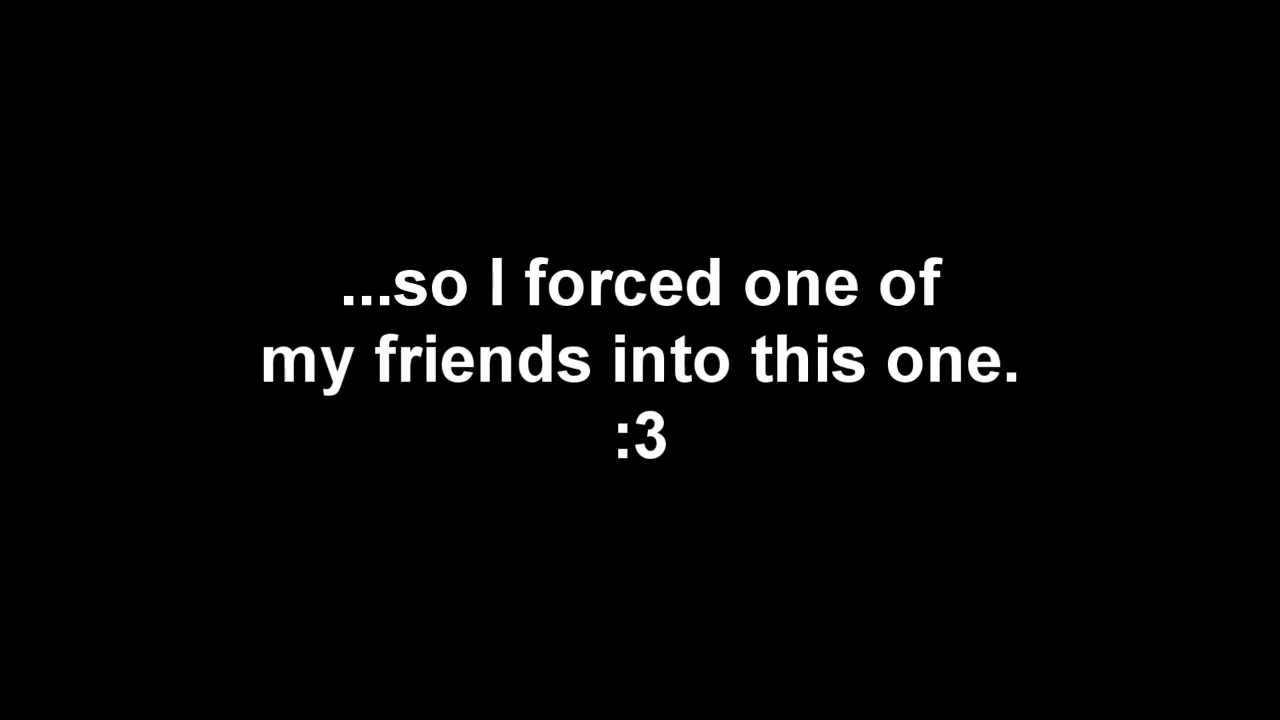 ...so I forced one of
my friends into this one.
:3